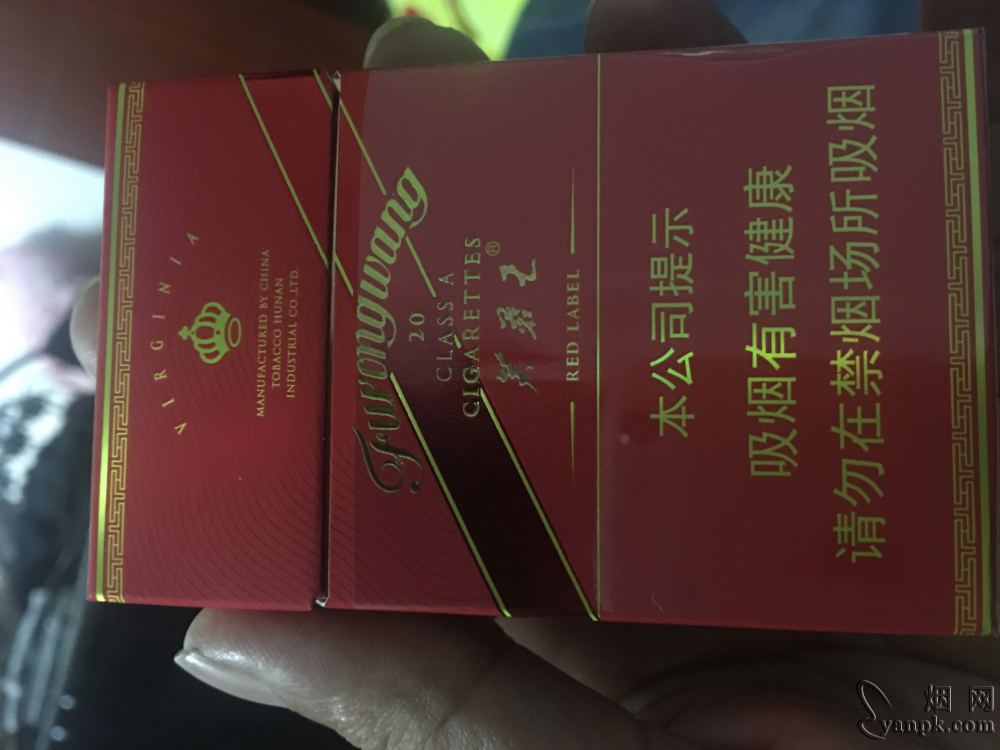 VIRGINIA
MANUFACTURED BY CHINA
TOBACCO HUNAN
INDUSTRIAL CO.,LTD.
Furongwang
20
CLASS A
CIGARETTES
芙蓉王®
RED LABEL
本公司提示
吸烟有害健康
请勿在禁烟场所吸烟
烟网
yanpk.com